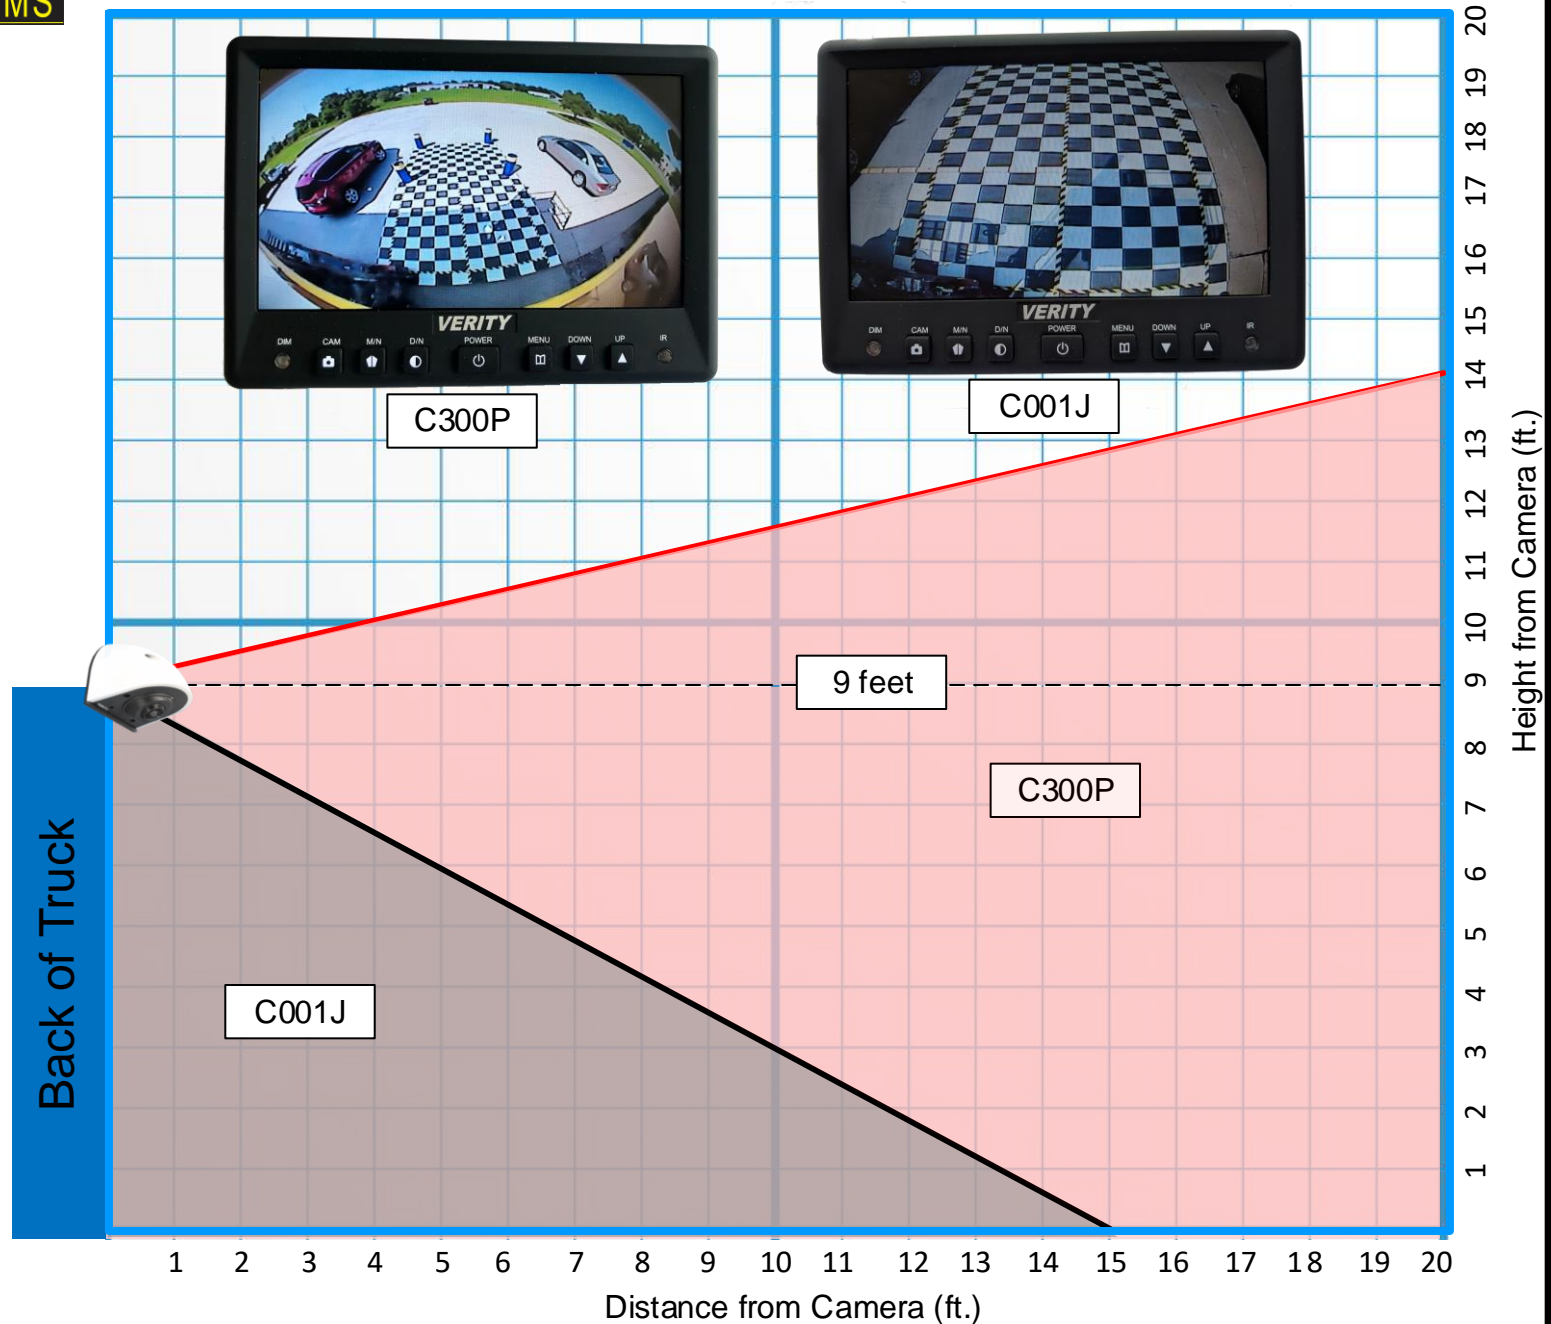 MS
VERITY
DIM CAM M/N D/N POWER MENU DOWN UP IR
C300P
VERITY
DIM CAM M/N D/N POWER MENU DOWN UP IR
C001J
9 feet
C300P
C001J
Back of Truck
20
19
18
17
16
15
14
13
12
11
10
9
8
7
6
5
4
3
2
1
Height from Camera (ft.)
1 2 3 4 5 6 7 8 9 10 11 12 13 14 15 16 17 18 19 20
Distance from Camera (ft.)